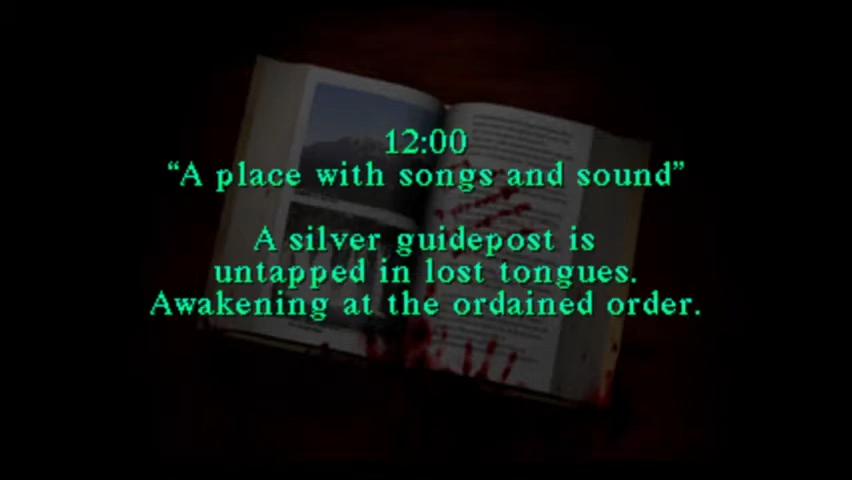 12:00
“A place with songs and sound”
A silver guidepost is
untapped in lost tongues.
Awakening at the ordained order.